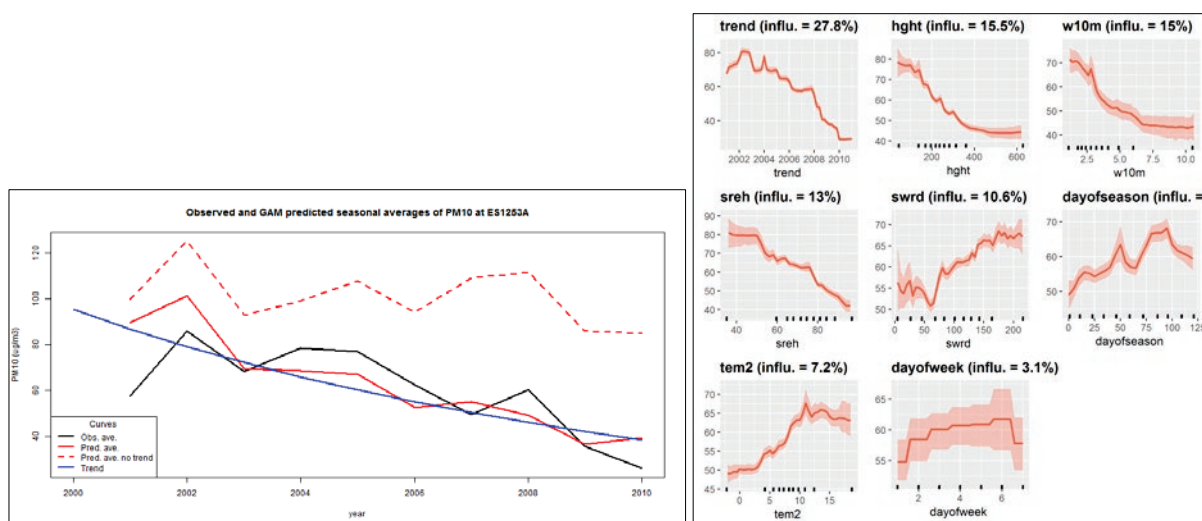 Observed and GAM predicted seasonal averages of PM10 at ES1253A
120
100
80
60
40
PM10 (ug/m3)
Curves
Obs. ave.
Pred. ave.
Pred. ave. no trend
Trend
2000 2002 2004 2006 2008 2010
year
trend (influ. = 27.8%) hght (influ. = 15.5%) w10m (influ. = 15%)
80
60
40
2002 2004 2006 2008 2010
trend
90
80
70
60
50
40
200 400 600
hght
70
60
50
40
2.5 5.0 7.5 10.0
w10m
sreh (influ. = 13%) swrd (influ. = 10.6%) dayofseason (influ. =
90
80
70
60
50
40
40 60 80
sreh
70
65
60
55
50
0 50 100 150 200
swrd
70
60
50
0 25 50 75 100 125
dayofseason
tem2 (influ. = 7.2%) dayofweek (influ. = 3.1%)
70
65
60
55
50
45
0 5 10 15
tem2
65
60
55
2 4 6
dayofweek